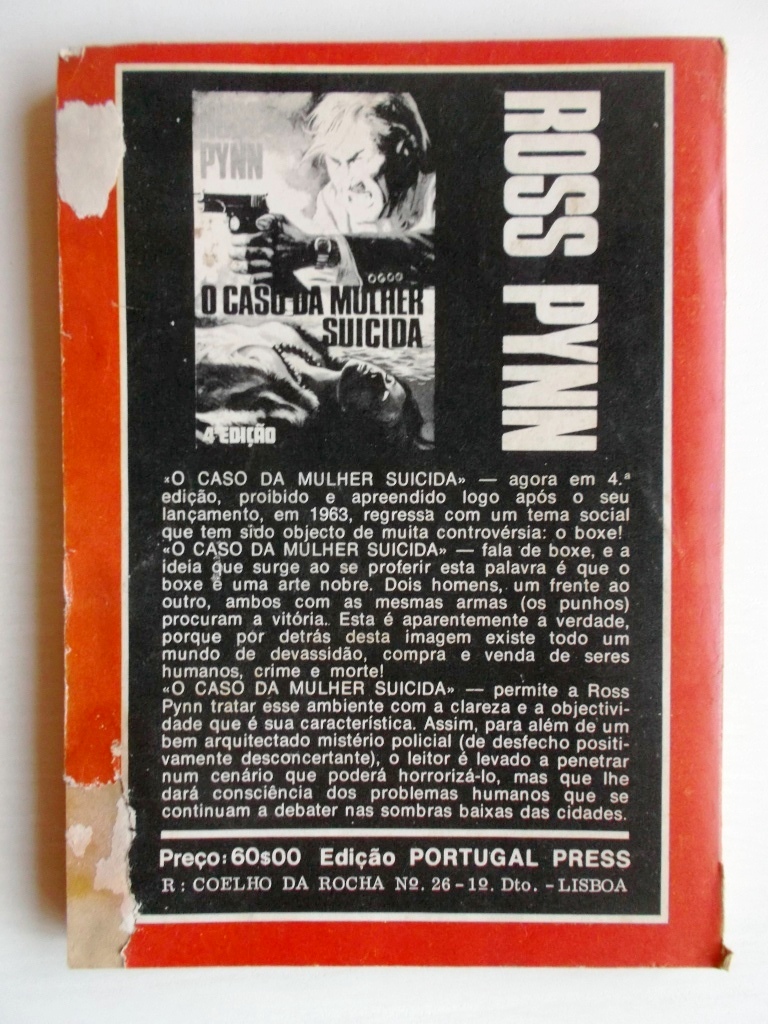 PYNN
O CASO DA MULHER
SUICIDA
4ª EDIÇÃO
ROSS PYNN
«O CASO DA MULHER SUICIDA» — agora em 4.ª
edição, proibido e apreendido logo após o seu
lançamento, em 1963, regressa com um tema social
que tem sido objecto de muita controvérsia: o boxe!
«O CASO DA MULHER SUICIDA» — fala de boxe, e a
ideia que surge ao se proferir esta palavra é que o
boxe é uma arte nobre. Dois homens, um frente ao
outro, ambos com as mesmas armas (os punhos)
procuram a vitória. Esta é aparentemente a verdade,
porque por detrás desta imagem existe todo um
mundo de devassidão, compra e venda de seres
humanos, crime e morte!
«O CASO DA MULHER SUICIDA» — permite a Ross
Pynn tratar esse ambiente com a clareza e a objectivi-
dade que é sua característica. Assim, para além de um
bem arquitectado mistério policial (de desfecho positi-
vamente desconcertante), o leitor é levado a penetrar
num cenário que poderá horrorizá-lo, mas que lhe
dará consciência dos problemas humanos que se
continuam a debater nas sombras baixas das cidades.
Preço: 60$00 Edição PORTUGAL PRESS
R: COELHO DA ROCHA Nº. 26 - 1º. Dto. - LISBOA